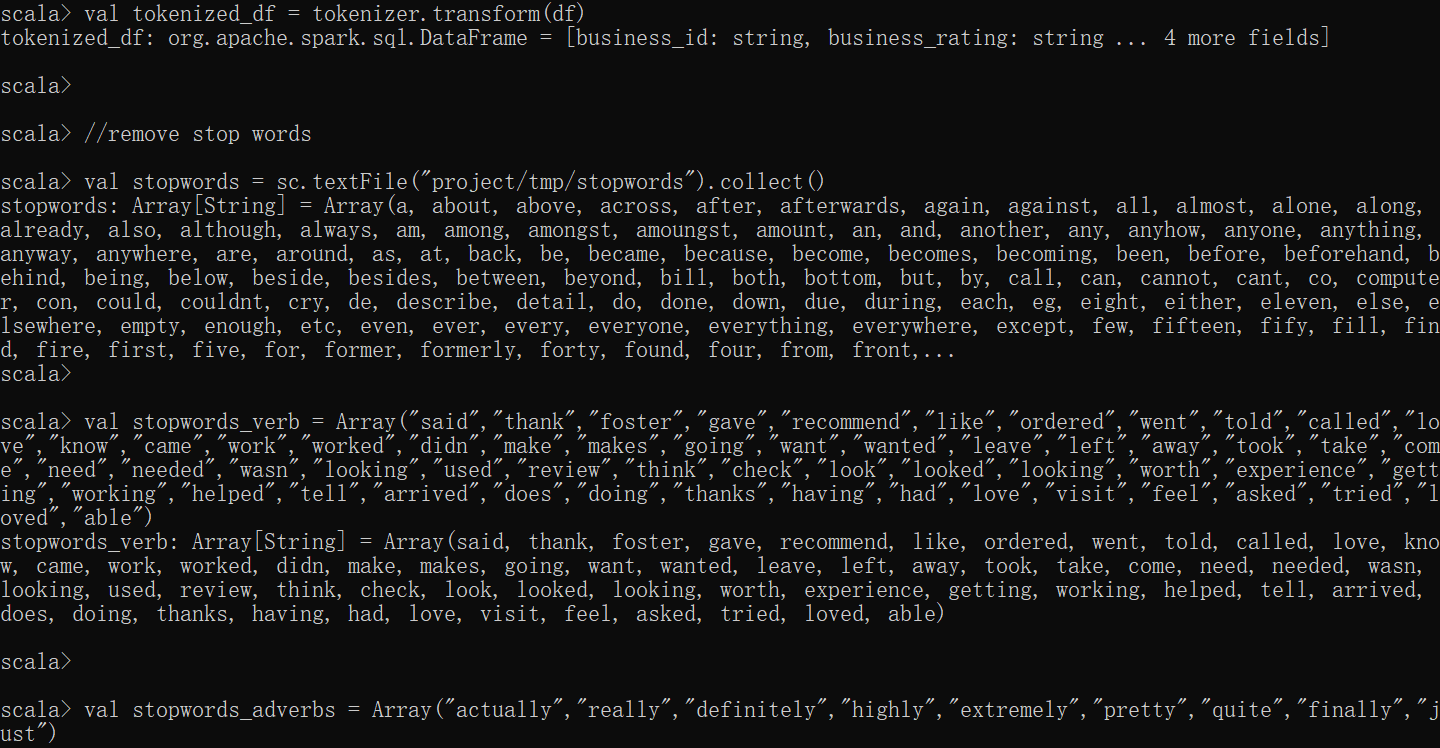 scala> val tokenized_df = tokenizer.transform(df)
tokenized_df: org.apache.spark.sql.DataFrame = [business_id: string, business_rating: string ... 4 more fields]
scala>
scala> //remove stop words
scala> val stopwords = sc.textFile("project/tmp/stopwords").collect()
stopwords: Array[String] = Array(a, about, above, across, after, afterwards, again, against, all, almost, alone, along,
already, also, although, always, am, among, amongst, amoungst, amount, an, and, another, any, anyhow, anyone, anything,
anyway, anywhere, are, around, as, at, back, be, became, because, become, becomes, becoming, been, before, beforehand, b
ehind, being, below, beside, besides, between, beyond, bill, both, bottom, but, by, call, can, cannot, cant, co, compute
r, con, could, couldnt, cry, de, describe, detail, do, done, down, due, during, each, eg, eight, either, eleven, else, e
lsewhere, empty, enough, etc, even, ever, every, everyone, everything, everywhere, except, few, fifteen, fify, fill, fin
d, fire, first, five, for, former, formerly, forty, found, four, from, front,...
scala>
scala> val stopwords_verb = Array("said","thank","foster","gave","recommend","like","ordered","went","told","called","lo
ve","know","came","work","worked","didn","make","makes","going","want","wanted","leave","left","away","took","take","com
e","need","needed","wasn","looking","used","review","think","check","look","looked","looking","worth","experience","gett
ing","working","helped","tell","arrived","does","doing","thanks","having","had","love","visit","feel","asked","tried","l
oved","able")
stopwords_verb: Array[String] = Array(said, thank, foster, gave, recommend, like, ordered, went, told, called, love, kno
w, came, work, worked, didn, make, makes, going, want, wanted, leave, left, away, took, take, come, need, needed, wasn,
looking, used, review, think, check, look, looked, looking, worth, experience, getting, working, helped, tell, arrived,
does, doing, thanks, having, had, love, visit, feel, asked, tried, loved, able)
scala>
scala> val stopwords_adverbs = Array("actually","really","definitely","highly","extremely","pretty","quite","finally","j
ust")